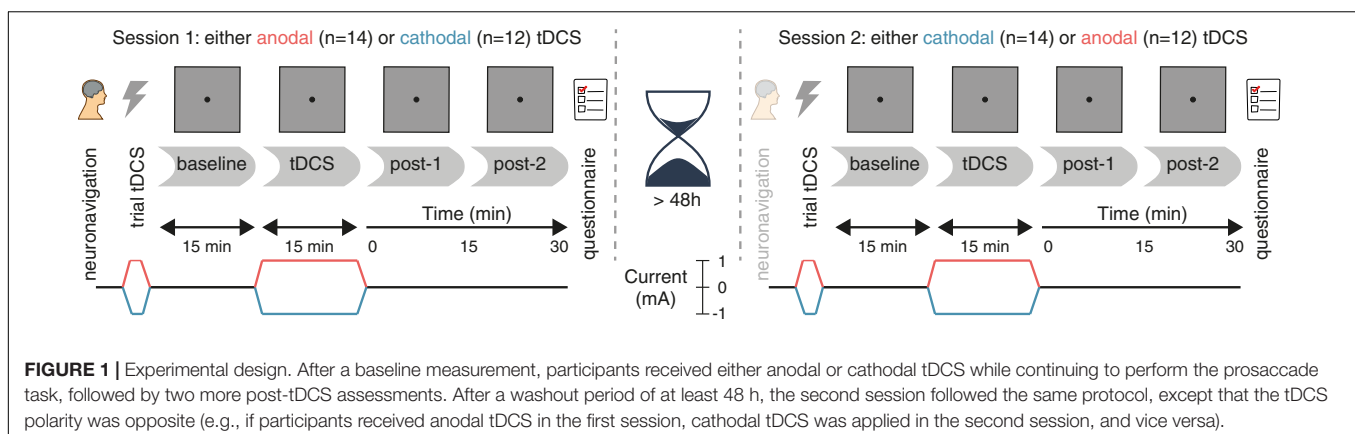 Session 1: either anodal (n=14) or cathodal (n=12) tDCS
neuronavigation
trial tDCS
baseline
tDCS
post-1
post-2
questionnaire
Time (min)
15 min
15 min
0
15
30
> 48h
Current
(mA)
1
0
-1
Session 2: either cathodal (n=14) or anodal (n=12) tDCS
neuronavigation
trial tDCS
baseline
tDCS
post-1
post-2
questionnaire
Time (min)
15 min
15 min
0
15
30
FIGURE 1 | Experimental design. After a baseline measurement, participants received either anodal or cathodal tDCS while continuing to perform the prosaccade
task, followed by two more post-tDCS assessments. After a washout period of at least 48 h, the second session followed the same protocol, except that the tDCS
polarity was opposite (e.g., if participants received anodal tDCS in the first session, cathodal tDCS was applied in the second session, and vice versa).